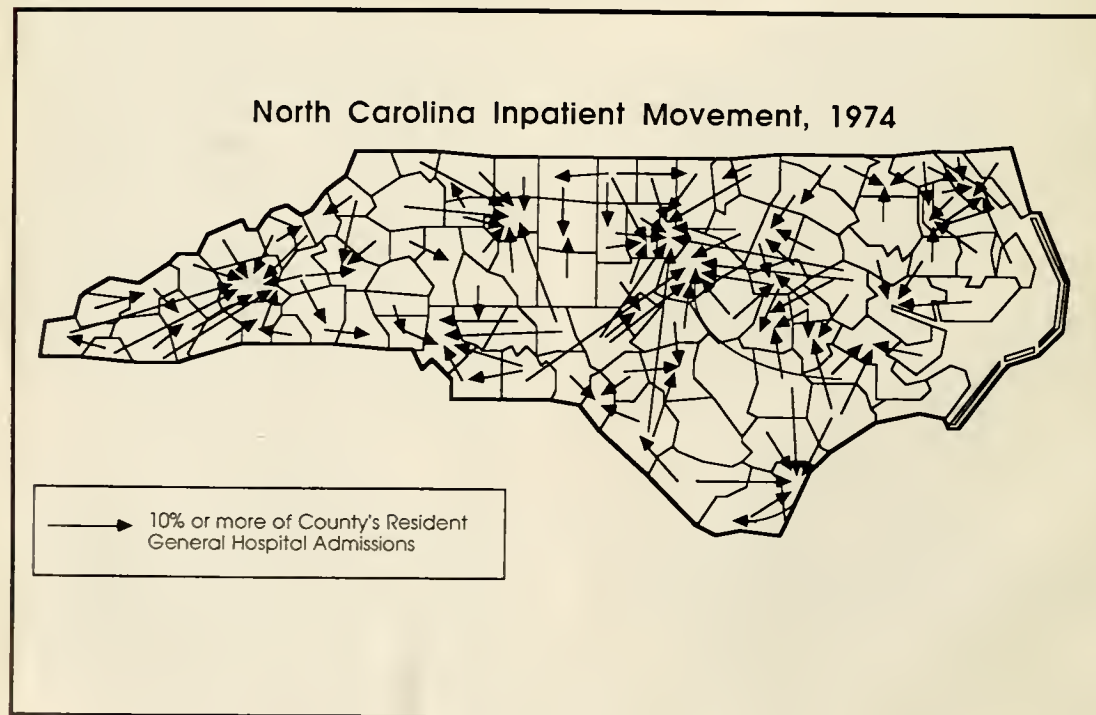 North Carolina Inpatient Movement, 1974
10% or more of County's Resident
General Hospital Admissions